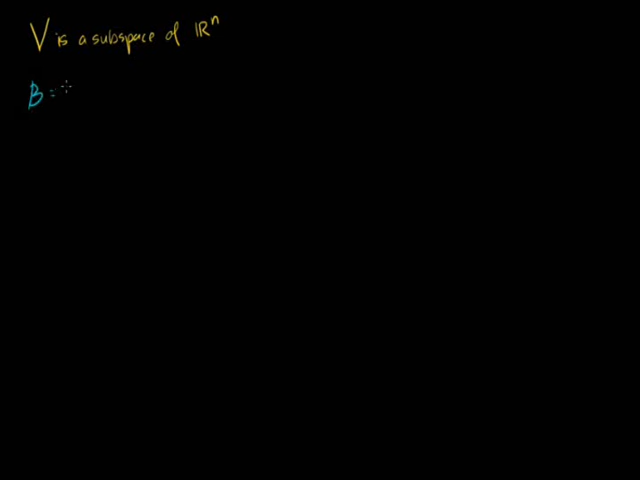 V is a subspace of ℝⁿ
B =